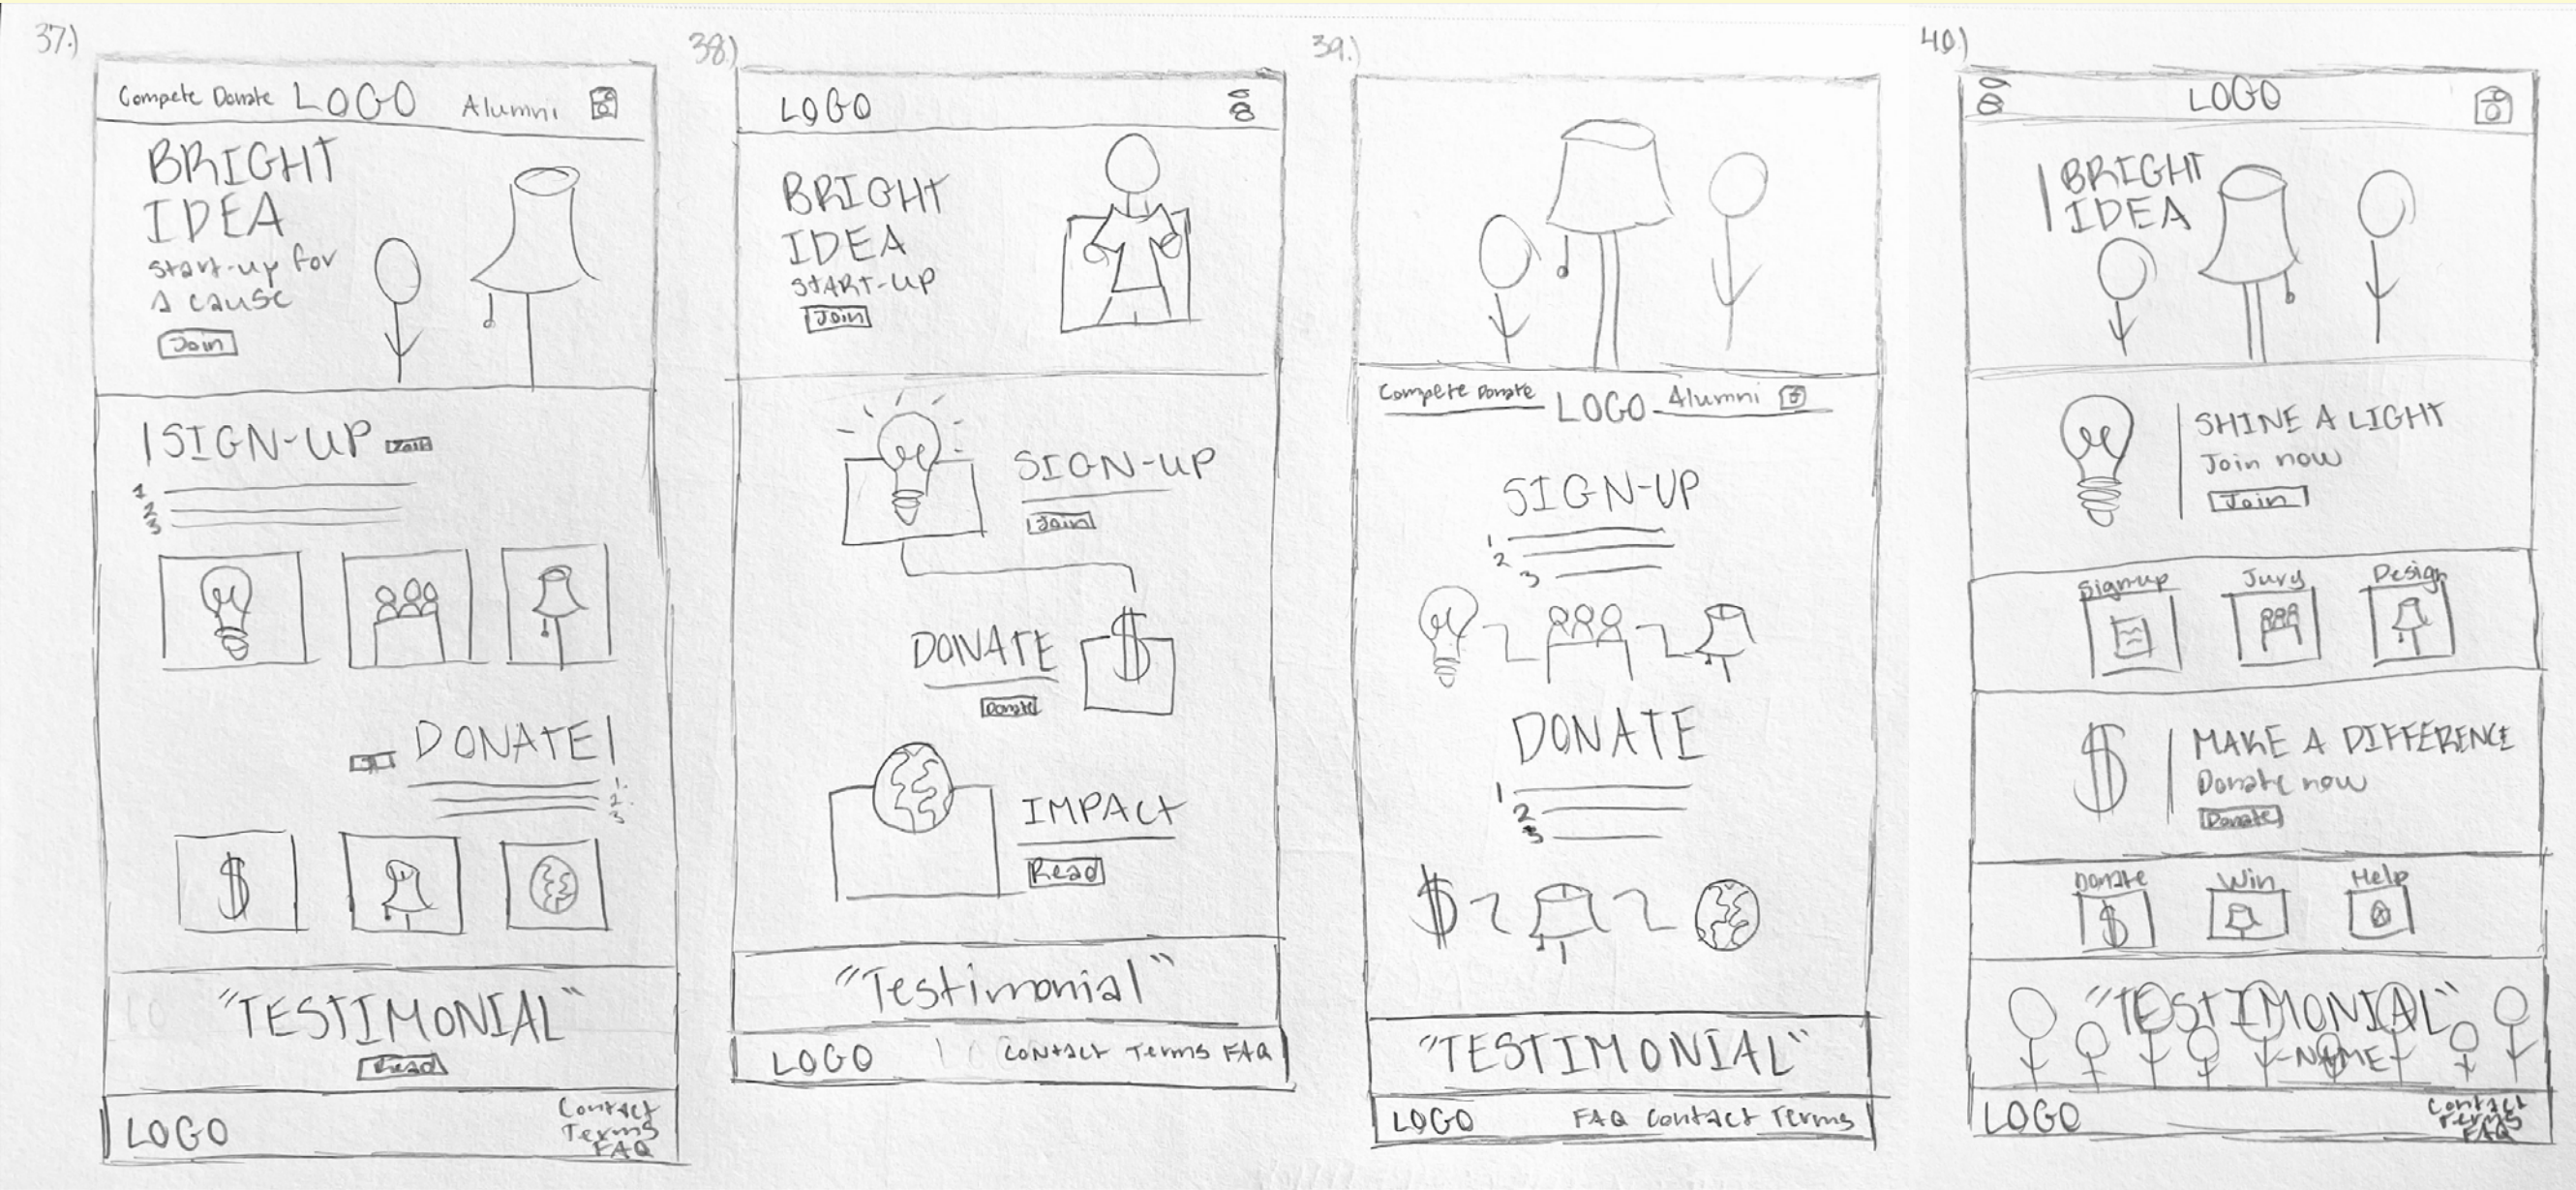 37.)
Compete Donate LOGO Alumni
BRIGHT
IDEA
start-up for
a cause
Join
SIGN-UP Join
1
2
3
DONATE
1.
2.
3
"TESTIMONIAL"
Read
LOGO
Contact
Terms
FAQ
38.)
LOGO
BRIGHT
IDEA
START-UP
Join
SIGN-UP
Join
DONATE
$
Donate
IMPACT
Read
"Testimonial"
LOGO Contact Terms FAQ
39.)
Compete Donate LOGO Alumni
SIGN-UP
1
2
3
DONATE
1
2
3
$
"TESTIMONIAL"
LOGO FAQ Contact Terms
40.)
LOGO
BRIGHT
IDEA
SHINE A LIGHT
Join now
Join
Sign-up Jury Design
$
MAKE A DIFFERENCE
Donate now
Donate
Donate Win Help
$
"TESTIMONIAL"
-NAME-
LOGO
Contact
Terms
FAQ